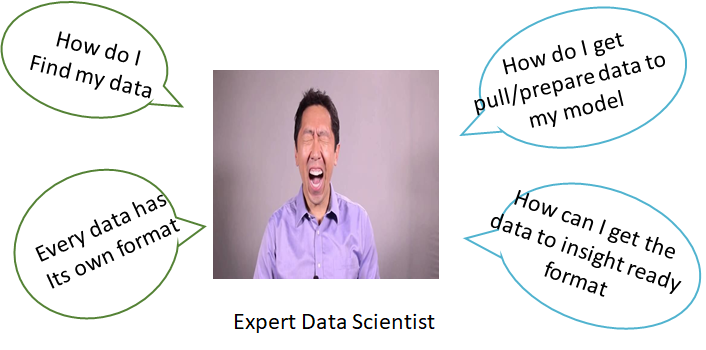 How do I
Find my data
How do I get
pull/prepare data to
my model
Every data has
Its own format
How can I get the
data to insight ready
format
Expert Data Scientist